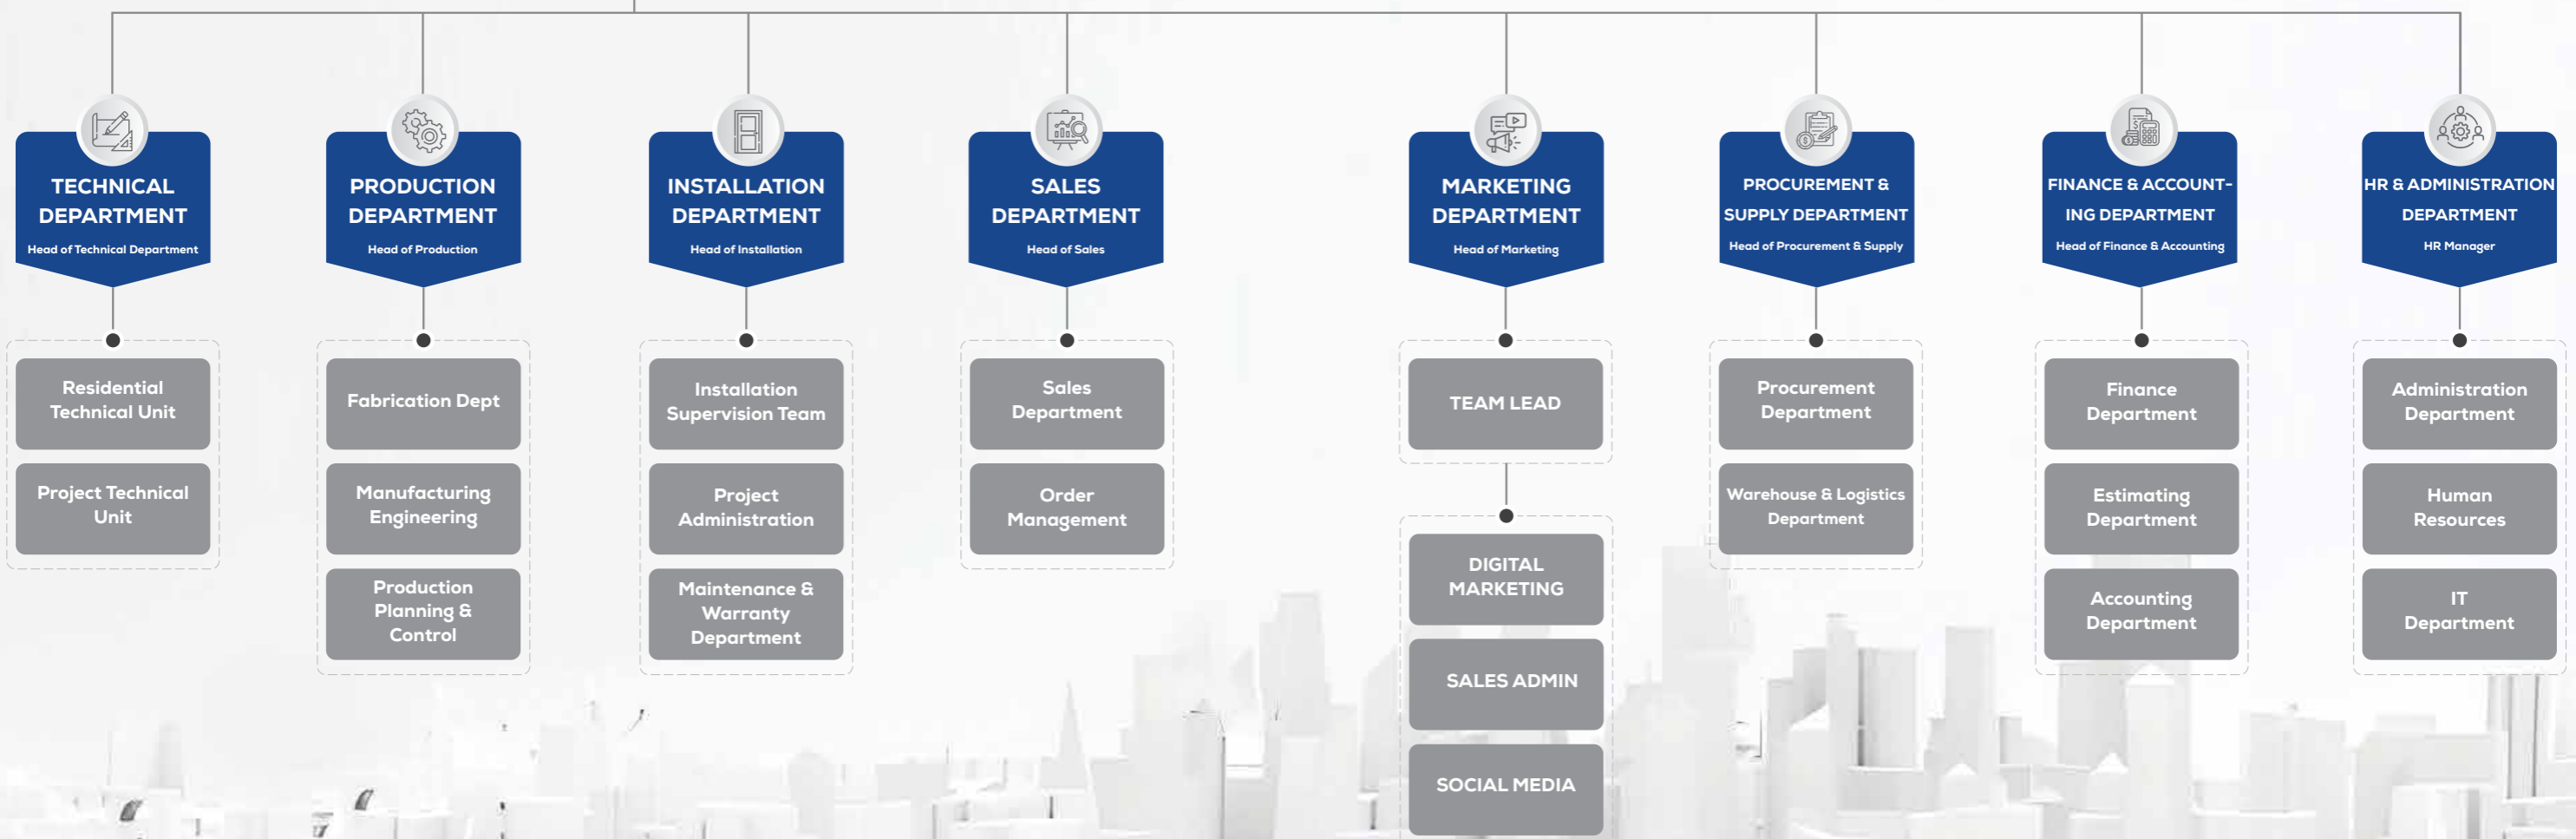 TECHNICAL
DEPARTMENT
Head of Technical Department
Residential
Technical Unit
Project Technical
Unit
PRODUCTION
DEPARTMENT
Head of Production
Fabrication Dept
Manufacturing
Engineering
Production
Planning &
Control
INSTALLATION
DEPARTMENT
Head of Installation
Installation
Supervision Team
Project
Administration
Maintenance &
Warranty
Department
SALES
DEPARTMENT
Head of Sales
Sales
Department
Order
Management
MARKETING
DEPARTMENT
Head of Marketing
TEAM LEAD
DIGITAL
MARKETING
SALES ADMIN
SOCIAL MEDIA
PROCUREMENT &
SUPPLY DEPARTMENT
Head of Procurement & Supply
Procurement
Department
Warehouse & Logistics
Department
FINANCE & ACCOUNT-
ING DEPARTMENT
Head of Finance & Accounting
Finance
Department
Estimating
Department
Accounting
Department
HR & ADMINISTRATION
DEPARTMENT
HR Manager
Administration
Department
Human
Resources
IT
Department